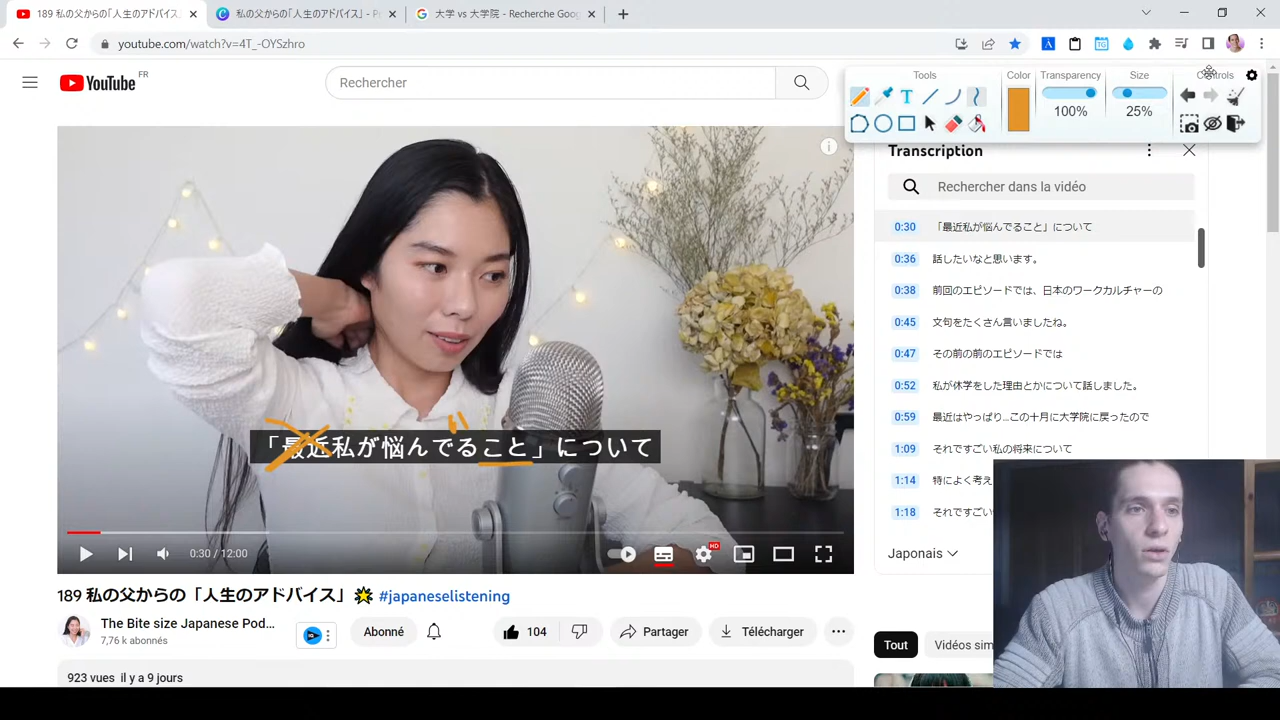 189 私の父からの「人生のアドバイス」
私の父からの「人生のアドバイス」 - P
大学 vs 大学院 - Recherche Goog
youtube.com/watch?v=4T_-OYSzhro
YouTube FR
Rechercher
Tools
Color
Transparency
Size
Controls
100%
25%
Transcription
Rechercher dans la vidéo
0:30 「最近私が悩んでること」について
0:36 話したいなと思います。
0:38 前回のエピソードでは、日本のワークカルチャーの
0:45 文句をたくさん言いましたね。
0:47 その前の前のエピソードでは
0:52 私が休学をした理由とかについて話しました。
0:59 最近はやっぱり...この十月に大学院に戻ったので
1:09 それですごい私の将来について
1:14 特によく考え
1:18 それですごい
Japonais
「最近私が悩んでること」について
0:30 / 12:00
HD
189 私の父からの「人生のアドバイス」 #japaneselistening
The Bite size Japanese Pod...
7,76 k abonnés
Abonné
104
Partager
Télécharger
923 vues il y a 9 jours
Tout
Vidéos sim